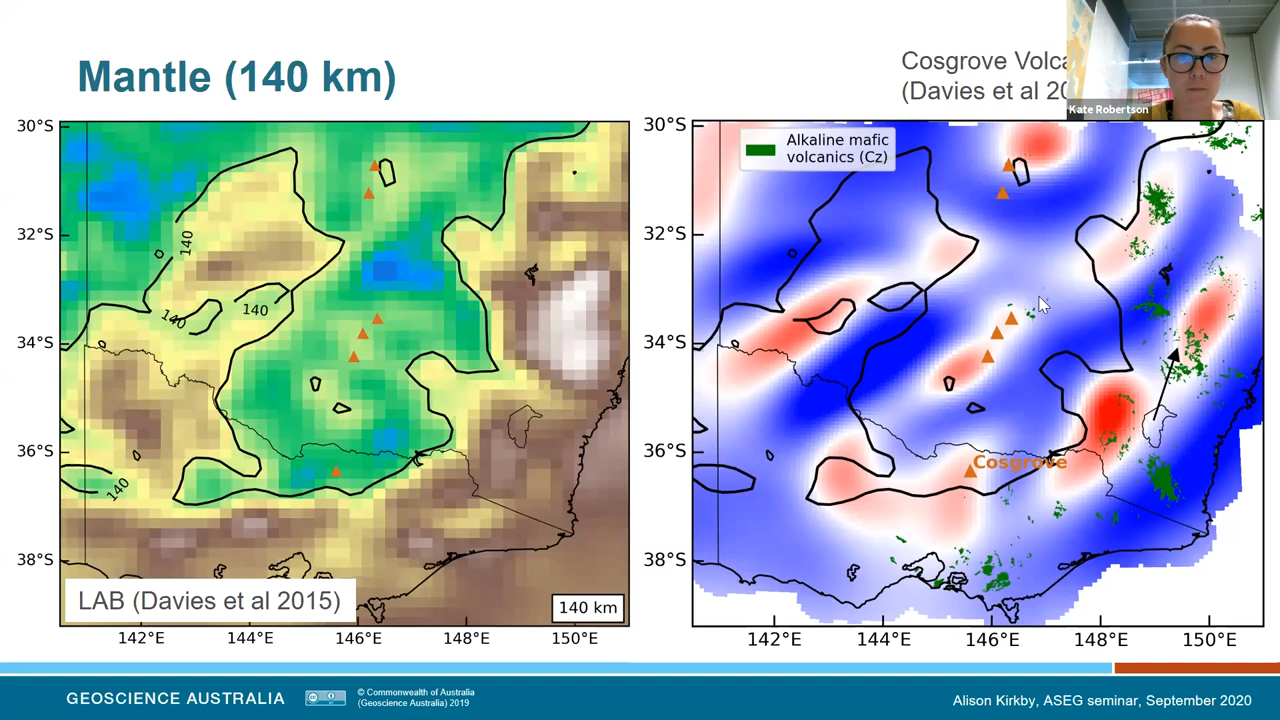 Mantle (140 km)
Cosgrove
(Davies et al
Kate Robertson
30°S
32°S
34°S
36°S
38°S
140
140
140
140
LAB (Davies et al 2015)
140 km
142°E
144°E
146°E
148°E
150°E
30°S
32°S
34°S
36°S
38°S
Alkaline mafic
volcanics (Cz)
Cosgrove
142°E
144°E
146°E
148°E
150°E
GEOSCIENCE AUSTRALIA
© Commonwealth of Australia
(Geoscience Australia) 2019
Alison Kirkby, ASEG seminar, September 2020